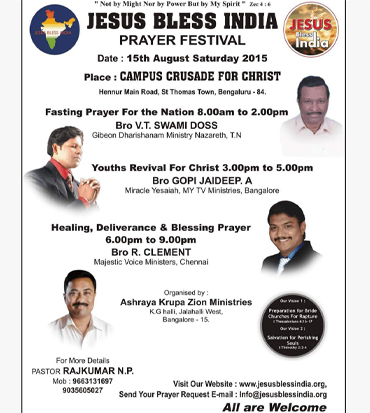 " Not by Might Nor by Power But by My Spirit " Zec 4 : 6
JESUS BLESS INDIA
PRAYER FESTIVAL
JESUS BLESS INDIA
JESUS
Bless
India
Date : 15th August Saturday 2015
Place : CAMPUS CRUSADE FOR CHRIST
Hennur Main Road, St Thomas Town, Bengaluru - 84.
Fasting Prayer For the Nation 8.00am to 2.00pm
Bro V.T. SWAMI DOSS
Gibeon Dharishanam Ministry Nazareth, T.N
Youths Revival For Christ 3.00pm to 5.00pm
Bro GOPI JAIDEEP. A
Miracle Yesaiah, MY TV Ministries, Bangalore
Healing, Deliverance & Blessing Prayer
6.00pm to 9.00pm
Bro R. CLEMENT
Majestic Voice Ministers, Chennai
Organised by :
Ashraya Krupa Zion Ministries
K.G halli, Jalahalli West,
Bangalore - 15.
Our Vision 1 :
Preparation for Bride
Churches For Rapture
Our Vision 2 :
Salvation for Perishing
Souls
For More Details
PASTOR RAJKUMAR N.P.
Mob : 9663131697
9035605027
Visit Our Website : www.jesusblessindia.org,
Send Your Prayer Request E-mail : Info@jesusblessindia.org
All are Welcome